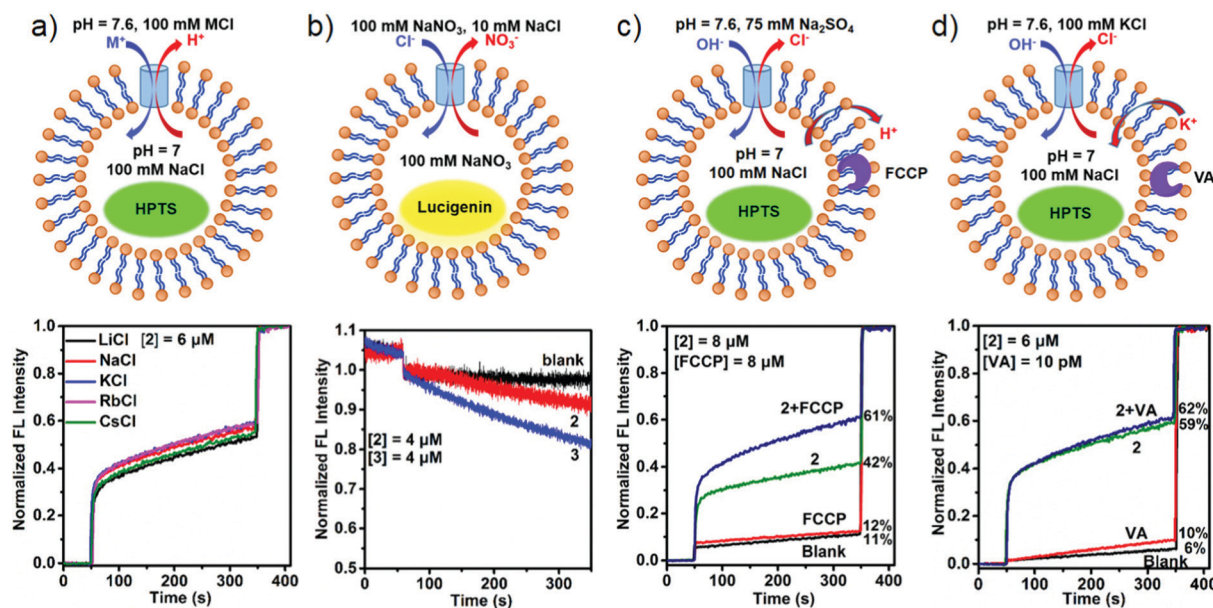 a)
pH = 7.6, 100 mM MCl
M⁺
H⁺
pH = 7
100 mM NaCl
HPTS
b)
100 mM NaNO₃, 10 mM NaCl
Cl⁻
NO₃⁻
100 mM NaNO₃
Lucigenin
c)
pH = 7.6, 75 mM Na₂SO₄
OH⁻
Cl⁻
H⁺
pH = 7
100 mM NaCl
FCCP
HPTS
d)
pH = 7.6, 100 mM KCl
OH⁻
Cl⁻
K⁺
pH = 7
100 mM NaCl
VA
HPTS
Normalized FL Intensity
1.0
0.8
0.6
0.4
0.2
0.0
LiCl [2] = 6 µM
NaCl
KCl
RbCl
CsCl
0 100 200 300 400
Time (s)
Normalized FL Intensity
1.1
1.0
0.9
0.8
0.7
0.6
0.5
blank
2
3
[2] = 4 µM
[3] = 4 µM
0 100 200 300
Time (s)
Normalized FL Intensity
1.0
0.8
0.6
0.4
0.2
0.0
[2] = 8 µM
[FCCP] = 8 µM
2+FCCP
61%
2
42%
FCCP
12%
11%
Blank
0 100 200 300 400
Time (s)
Normalized FL Intensity
1.0
0.8
0.6
0.4
0.2
0.0
[2] = 6 µM
[VA] = 10 pM
2+VA
62%
59%
2
VA
10%
6%
Blank
0 100 200 300 400
Time (s)